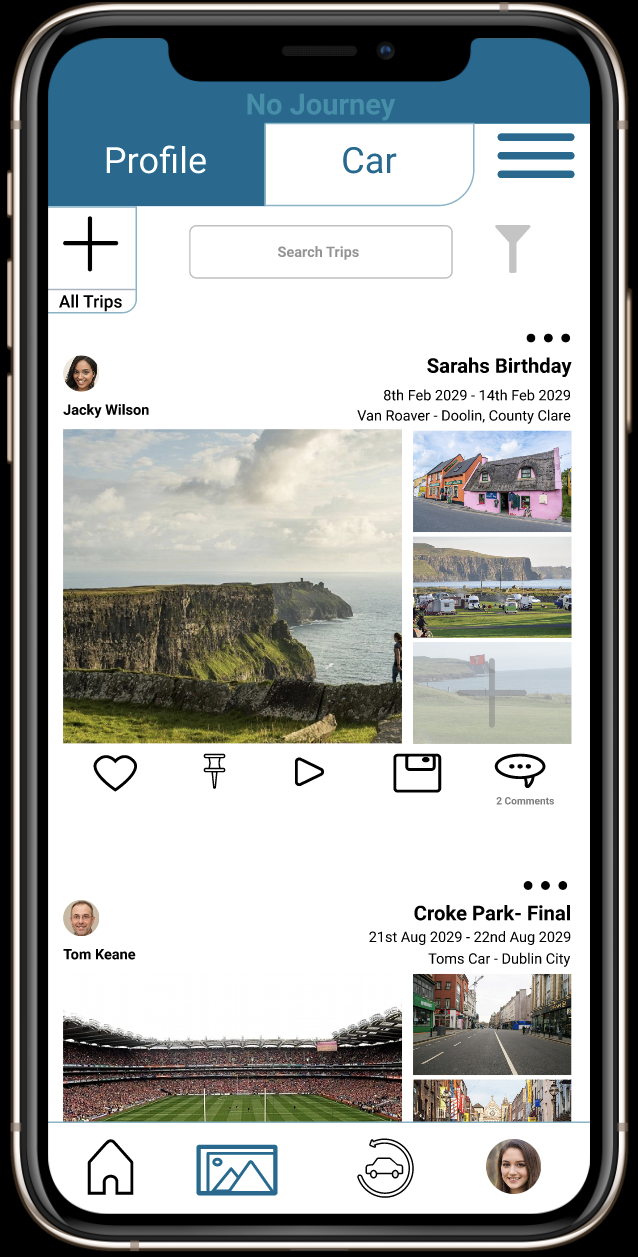 No Journey
Profile
Car
Search Trips
All Trips
Sarahs Birthday
8th Feb 2029 - 14th Feb 2029
Jacky Wilson
Van Roaver - Doolin, County Clare
2 Comments
Croke Park- Final
21st Aug 2029 - 22nd Aug 2029
Tom Keane
Toms Car - Dublin City